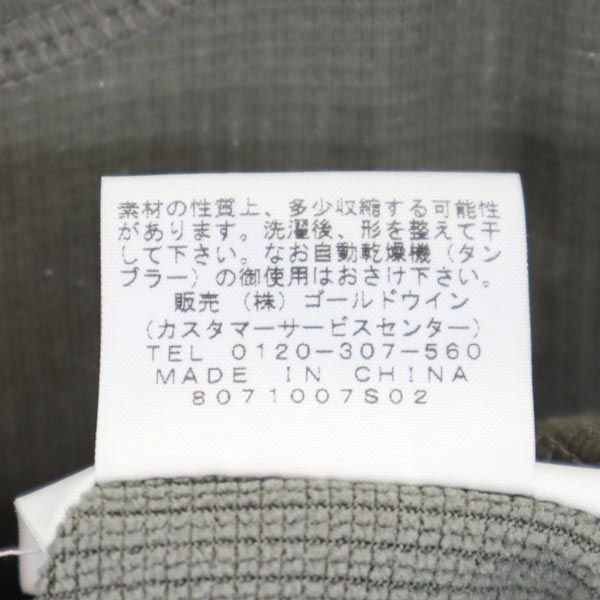 素材の性質上、多少収縮する可能性
があります。洗濯後、形を整えて干
して下さい。なお自動乾燥機（タン
ブラー）の御使用はおさけ下さい。
販売（株）ゴールドウイン
（カスタマーサービスセンター）
TEL 0120-307-560
MADE IN CHINA
8071007S02